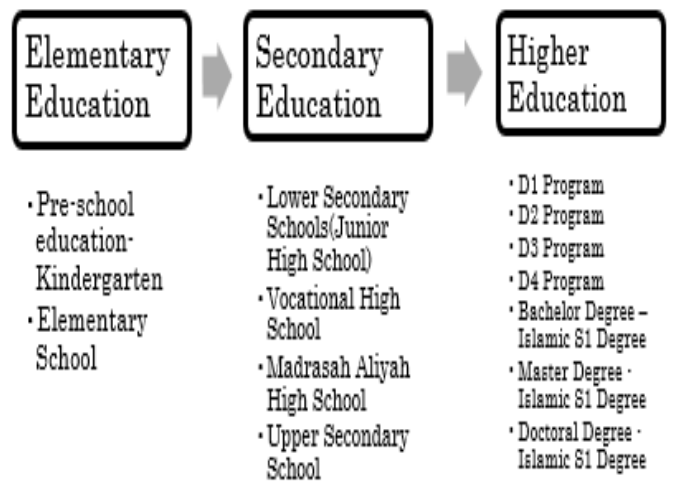 Elementary
Education
· Pre-school
education-
Kindergarten
· Elementary
School
Secondary
Education
· Lower Secondary
Schools(Junior
High School)
· Vocational High
School
· Madrasah Aliyah
High School
· Upper Secondary
School
Higher
Education
· D1 Program
· D2 Program
· D3 Program
· D4 Program
· Bachelor Degree –
Islamic S1 Degree
· Master Degree -
Islamic S1 Degree
· Doctoral Degree -
Islamic S1 Degree